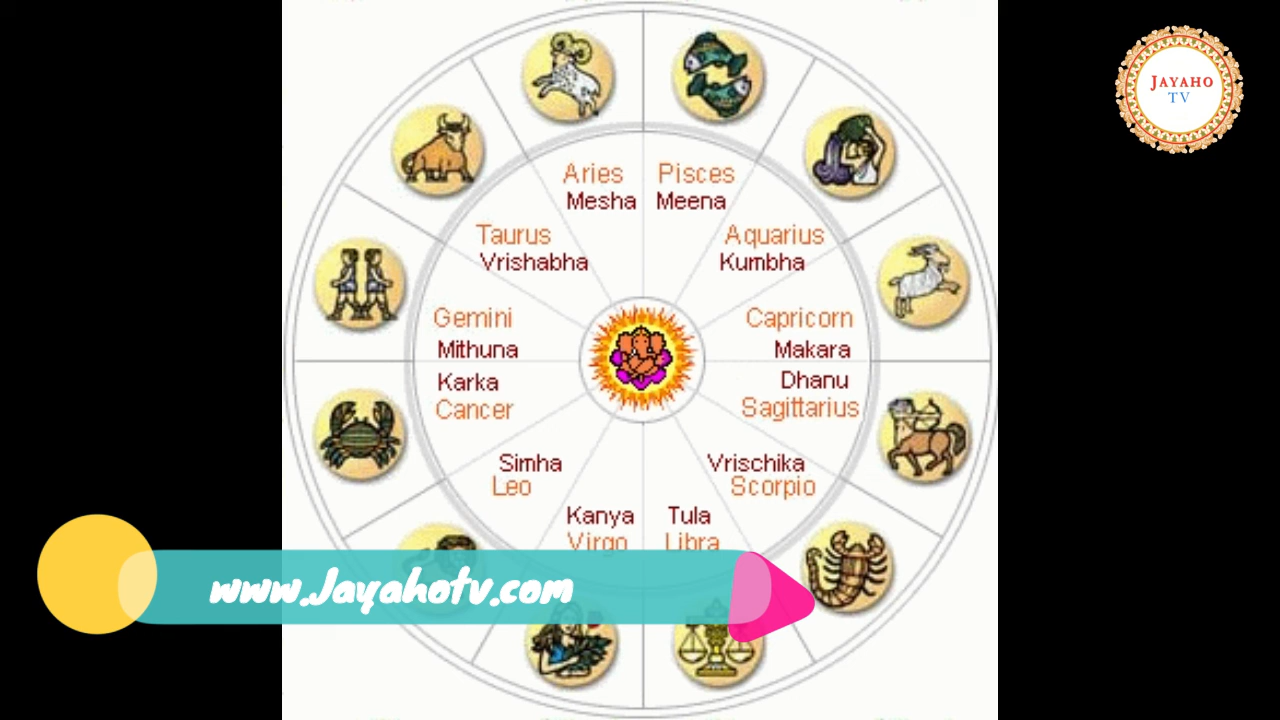 JAYAHO
TV
Aries
Mesha
Pisces
Meena
Taurus
Vrishabha
Aquarius
Kumbha
Gemini
Mithuna
Capricorn
Makara
Karka
Cancer
Dhanu
Sagittarius
Simha
Leo
Vrischika
Scorpio
Kanya
Virgo
Tula
Libra
www.Jayahotv.com